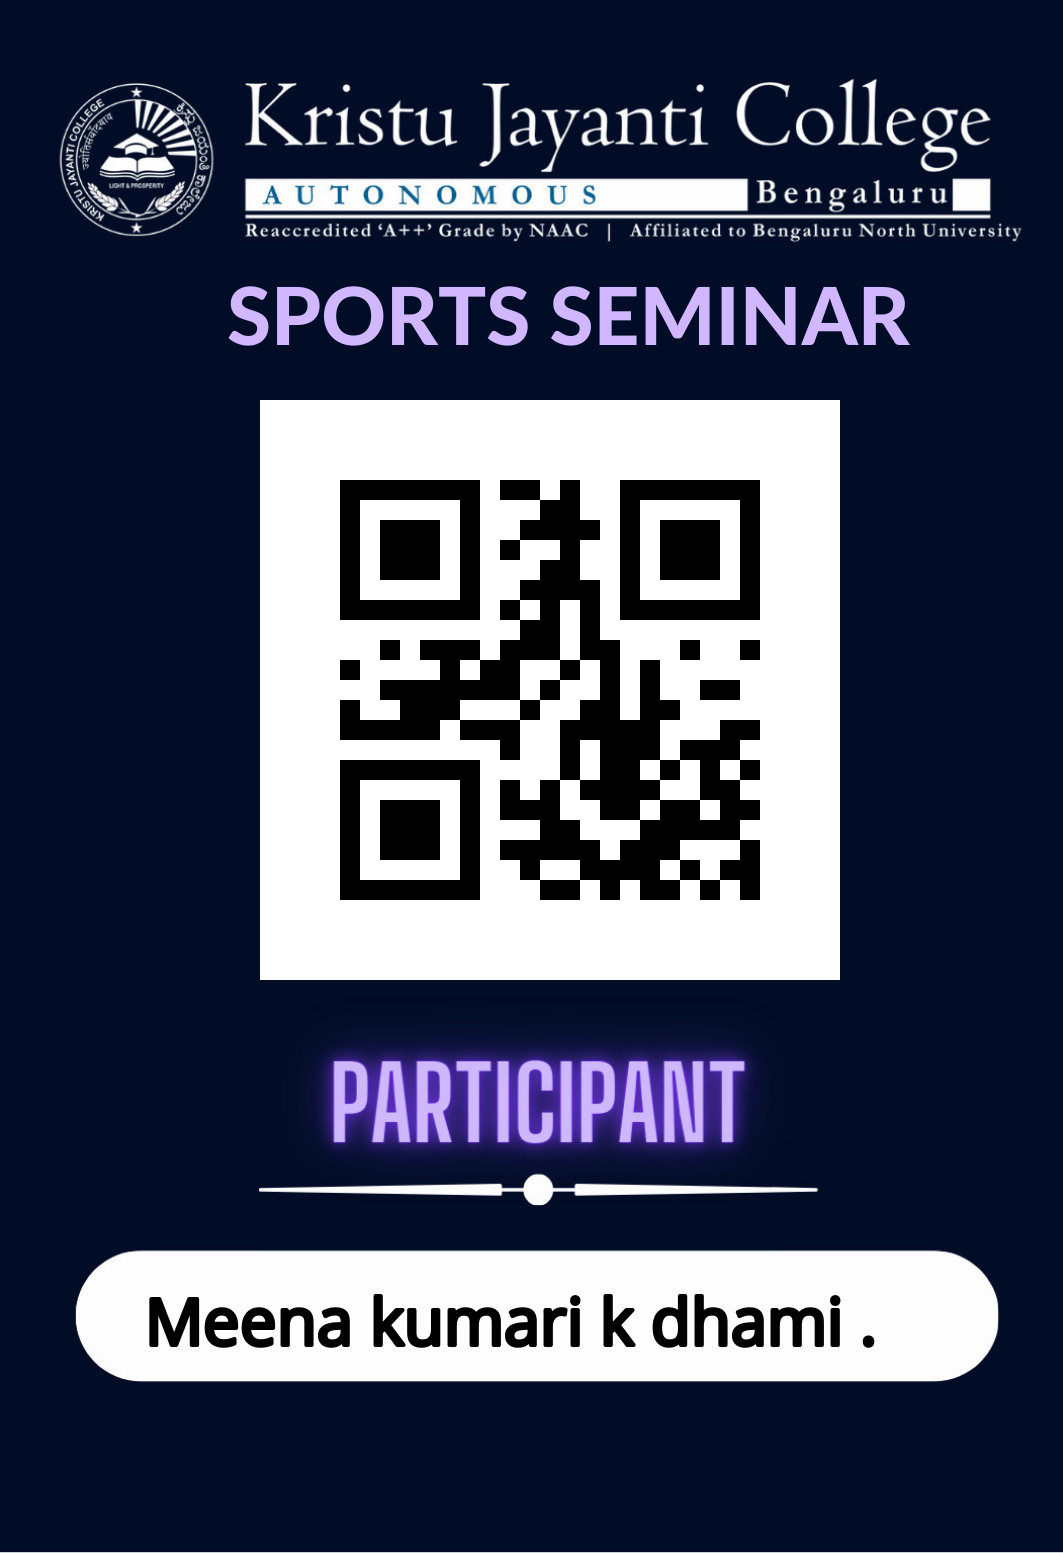 KRISTU JAYANTI COLLEGE
LIGHT & PROSPERITY
Kristu Jayanti College
AUTONOMOUS Bengaluru
Reaccredited ‘A++’ Grade by NAAC | Affiliated to Bengaluru North University
SPORTS SEMINAR
PARTICIPANT
Meena kumari k dhami .